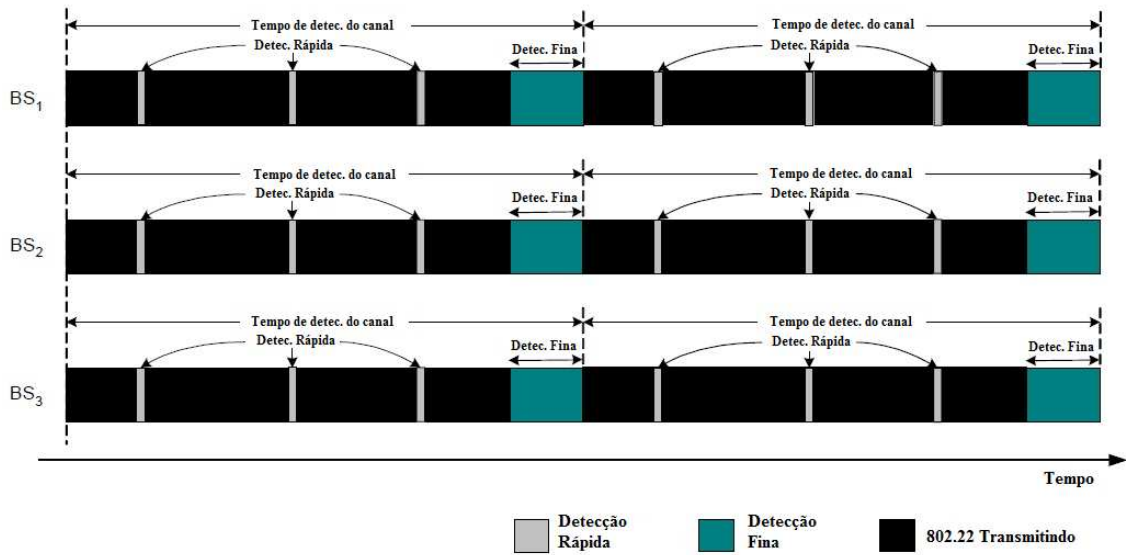 Tempo de detec. do canal
Tempo de detec. do canal
Detec. Rápida
Detec. Fina
Detec. Rápida
Detec. Fina
BS1
Tempo de detec. do canal
Tempo de detec. do canal
Detec. Rápida
Detec. Fina
Detec. Rápida
Detec. Fina
BS2
Tempo de detec. do canal
Tempo de detec. do canal
Detec. Rápida
Detec. Fina
Detec. Rápida
Detec. Fina
BS3
Tempo
Detecção
Rápida
Detecção
Fina
802.22 Transmitindo